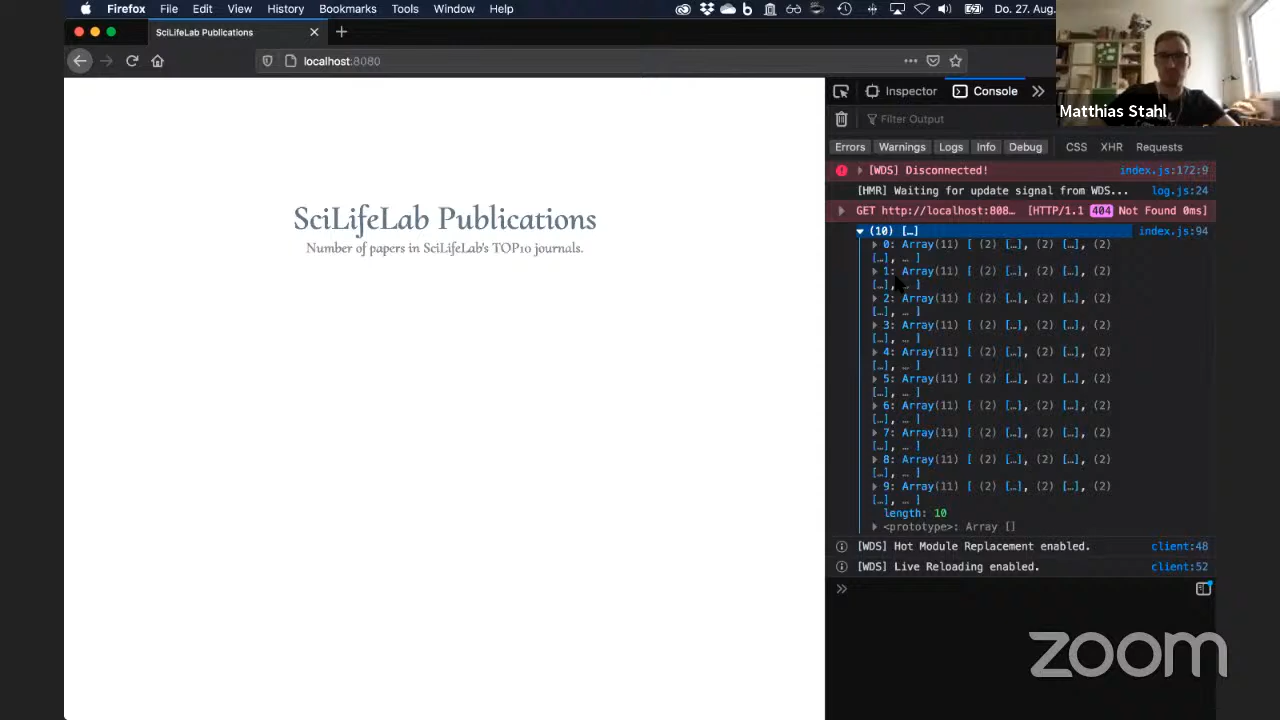 Firefox File Edit View History Bookmarks Tools Window Help Do. 27. Aug.
SciLifeLab Publications
localhost:8080
Inspector Console
Matthias Stahl
Filter Output
Errors Warnings Logs Info Debug CSS XHR Requests
[WDS] Disconnected! index.js:172:9
[HMR] Waiting for update signal from WDS... log.js:24
GET http://localhost:808… [HTTP/1.1 404 Not Found 0ms]
(10) […] index.js:94
0: Array(11) [ (2) […], (2) […], (2)
[…], … ]
1: Array(11) [ (2) […], (2) […], (2)
[…], … ]
2: Array(11) [ (2) […], (2) […], (2)
[…], … ]
3: Array(11) [ (2) […], (2) […], (2)
[…], … ]
4: Array(11) [ (2) […], (2) […], (2)
[…], … ]
5: Array(11) [ (2) […], (2) […], (2)
[…], … ]
6: Array(11) [ (2) […], (2) […], (2)
[…], … ]
7: Array(11) [ (2) […], (2) […], (2)
[…], … ]
8: Array(11) [ (2) […], (2) […], (2)
[…], … ]
9: Array(11) [ (2) […], (2) […], (2)
[…], … ]
length: 10
<prototype>: Array []
[WDS] Hot Module Replacement enabled. client:48
[WDS] Live Reloading enabled. client:52
SciLifeLab Publications
Number of papers in SciLifeLab's TOP10 journals.
zoom